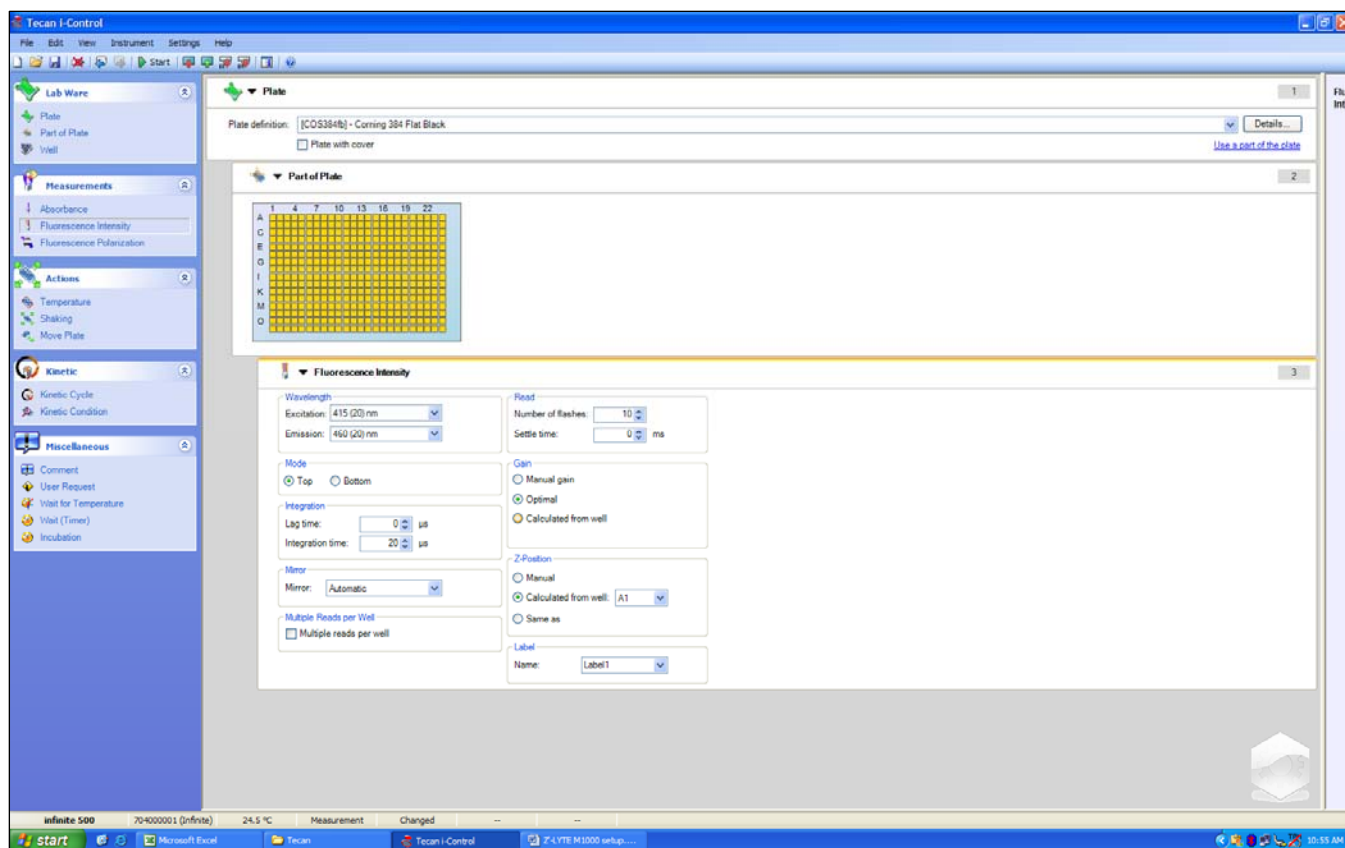 Tecan i-Control
File Edit View Instrument Settings Help
Start
Lab Ware
Plate
Part of Plate
Well
Measurements
Absorbance
Fluorescence Intensity
Fluorescence Polarization
Actions
Temperature
Shaking
Move Plate
Kinetic
Kinetic Cycle
Kinetic Condition
Miscellaneous
Comment
User Request
Wait for Temperature
Wait (Timer)
Incubation
Plate 1
Plate definition: [COS384fb] - Corning 384 Flat Black Details...
Plate with cover Use a part of the plate
Part of Plate 2
1 4 7 10 13 16 19 22
A
C
E
G
I
K
M
O
Fluorescence Intensity 3
Wavelength
Excitation: 415 (20) nm
Emission: 460 (20) nm
Mode
Top Bottom
Integration
Lag time: 0 µs
Integration time: 20 µs
Mirror
Mirror: Automatic
Multiple Reads per Well
Multiple reads per well
Read
Number of flashes: 10
Settle time: 0 ms
Gain
Manual gain
Optimal
Calculated from well
Z-Position
Manual
Calculated from well: A1
Same as
Label
Name: Label1
Flu
Int
infinite 500 704000001 (Infinite) 24.5 °C Measurement Changed -- --
start Microsoft Excel Tecan Tecan i-Control Z'-LYTE M1000 setup.... 10:55 AM